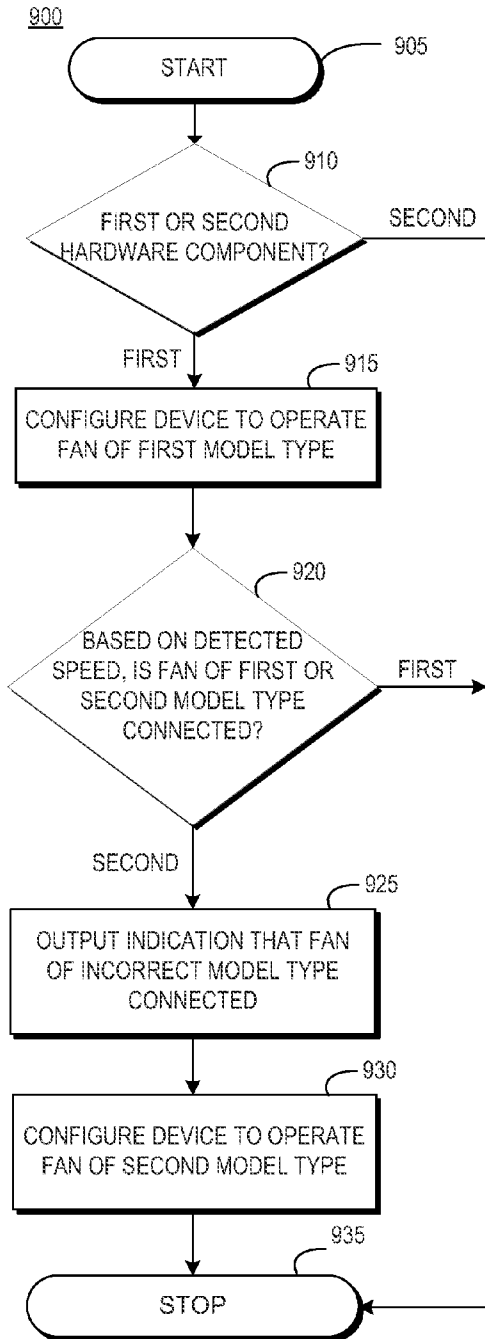 900
START
905
910
FIRST OR SECOND
HARDWARE COMPONENT?
SECOND
FIRST
915
CONFIGURE DEVICE TO OPERATE
FAN OF FIRST MODEL TYPE
920
BASED ON DETECTED
SPEED, IS FAN OF FIRST OR
SECOND MODEL TYPE
CONNECTED?
FIRST
SECOND
925
OUTPUT INDICATION THAT FAN
OF INCORRECT MODEL TYPE
CONNECTED
930
CONFIGURE DEVICE TO OPERATE
FAN OF SECOND MODEL TYPE
935
STOP